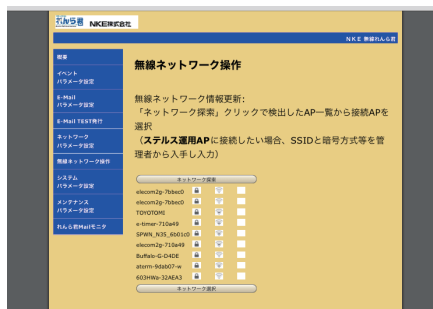 れんら君 NKE株式会社
NKE 無線れんら君
概要
イベント
パラメータ設定
E-Mail
パラメータ設定
E-Mail TEST発行
ネットワーク
パラメータ設定
無線ネットワーク操作
システム
パラメータ設定
メンテナンス
パラメータ設定
れんら君Mailモニタ
無線ネットワーク操作
無線ネットワーク情報更新:
「ネットワーク探索」クリックで検出したAP一覧から接続APを
選択
（ステルス運用APに接続したい場合、SSIDと暗号方式等を管
理者から入手し入力）
ネットワーク探索
elecom2g-7bbec0
elecom2g-7bbec0
TOYOTOMI
e-timer-710a49
SPWN_N35_6b01c0
elecom2g-710a49
Buffalo-G-D4DE
aterm-9dab07-w
603HWa-32AEA3
ネットワーク選択